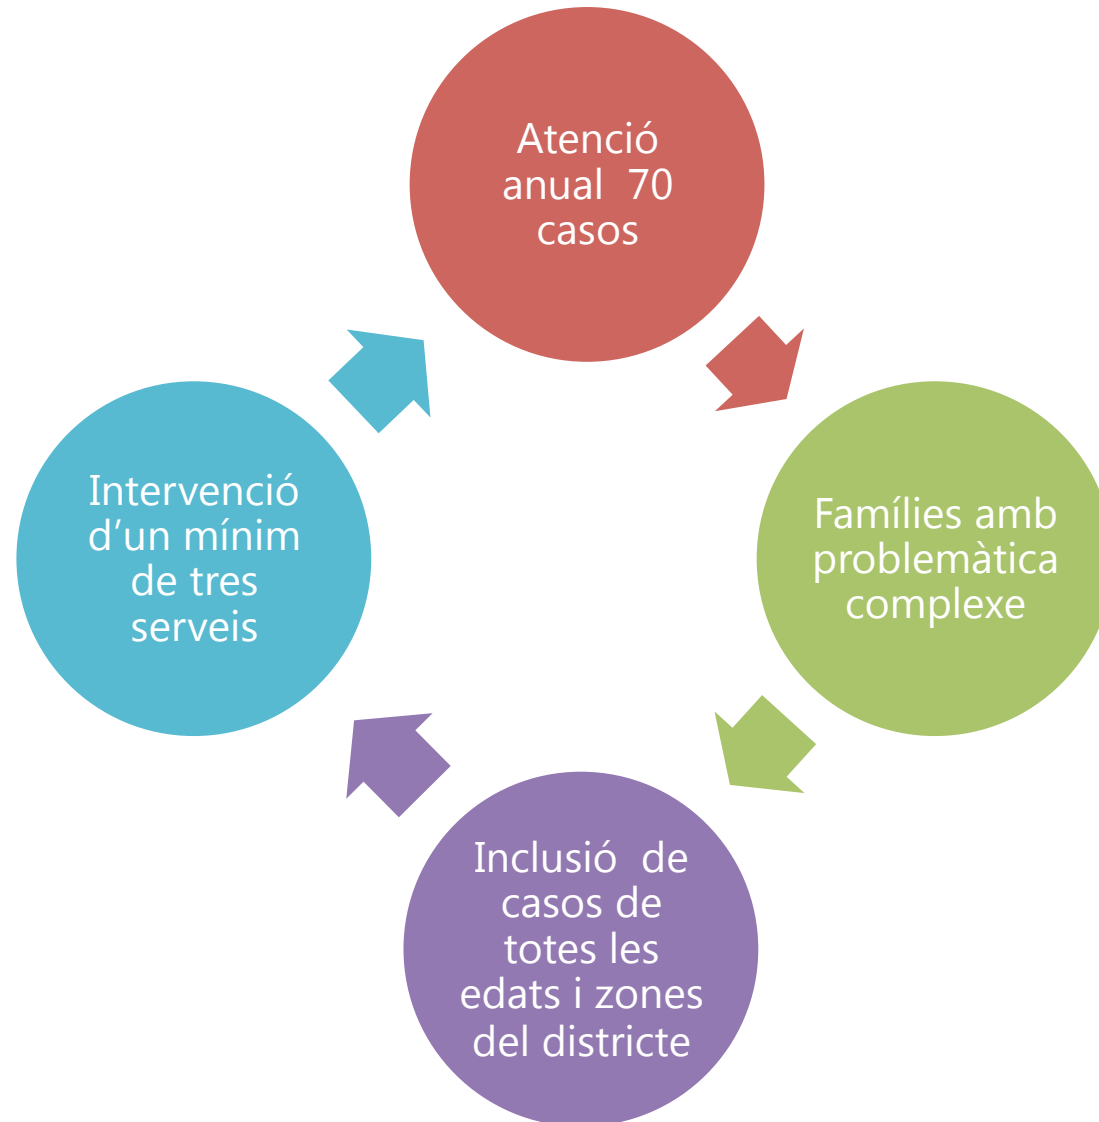 Atenció
anual  70
casos
Famílies amb
problemàtica
complexe
Inclusió  de
casos de
totes les
edats i zones
del districte
Intervenció
d’un mínim
de tres
serveis